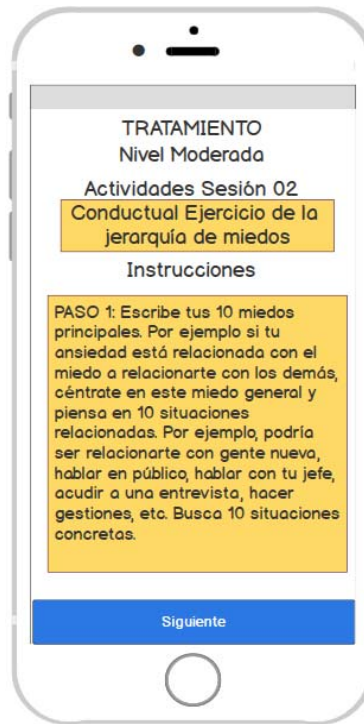 TRATAMIENTO
Nivel Moderada
Actividades Sesión 02
Conductual Ejercicio de la
jerarquía de miedos
Instrucciones
PASO 1: Escribe tus 10 miedos
principales. Por ejemplo si tu
ansiedad está relacionada con el
miedo a relacionarte con los demás,
céntrate en este miedo general y
piensa en 10 situaciones
relacionadas. Por ejemplo, podría
ser relacionarte con gente nueva,
hablar en público, hablar con tu jefe,
acudir a una entrevista, hacer
gestiones, etc. Busca 10 situaciones
concretas.
Siguiente